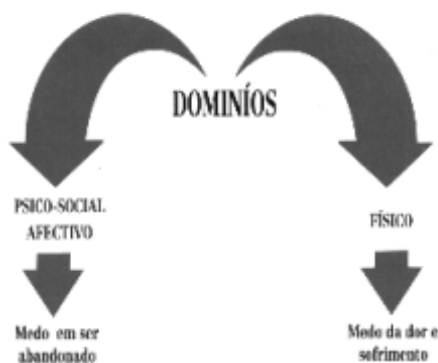 DOMINÍOS
PSICO-SOCIAL
AFECTIVO
FÍSICO
Medo em ser
abandonado
Medo da dor e
sofrimento